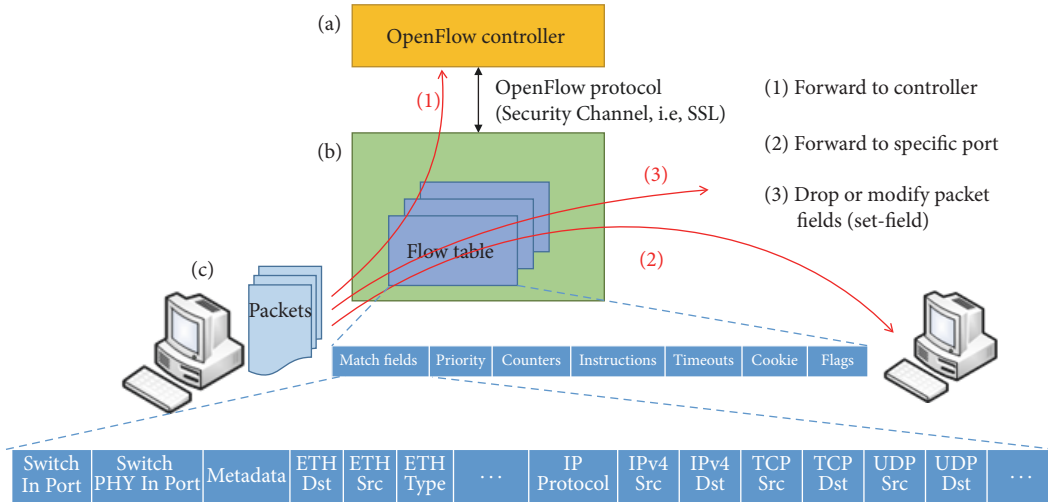 (a)
OpenFlow controller
(1)
OpenFlow protocol
(Security Channel, i.e, SSL)
(1) Forward to controller
(2) Forward to specific port
(3) Drop or modify packet
fields (set-field)
(b)
(3)
Flow table
(2)
(c)
Packets
Match fields Priority Counters Instructions Timeouts Cookie Flags
Switch In Port
Switch PHY In Port
Metadata
ETH Dst
ETH Src
ETH Type
...
IP Protocol
IPv4 Src
IPv4 Dst
TCP Src
TCP Dst
UDP Src
UDP Dst
...